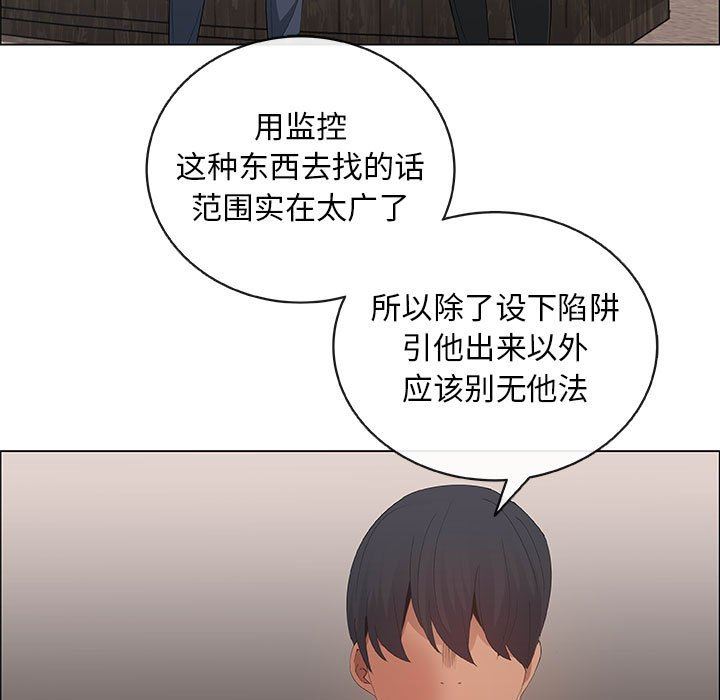 用监控
这种东西去找的话
范围实在太广了
所以除了设下陷阱
引他出来以外
应该别无他法